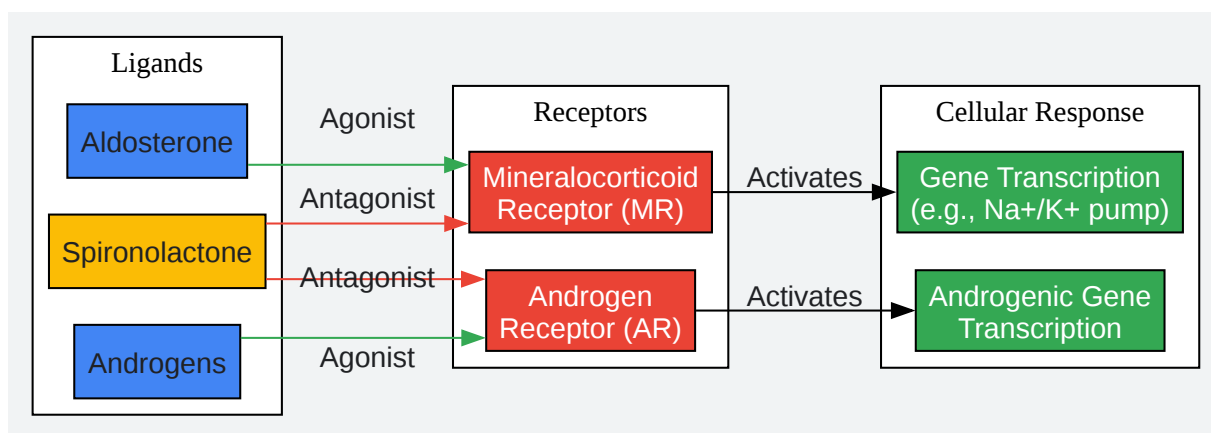 Ligands
Aldosterone
Spironolactone
Androgens
Agonist
Antagonist
Antagonist
Agonist
Receptors
Mineralocorticoid
Receptor (MR)
Androgen
Receptor (AR)
Activates
Activates
Cellular Response
Gene Transcription
(e.g., Na+/K+ pump)
Androgenic Gene
Transcription